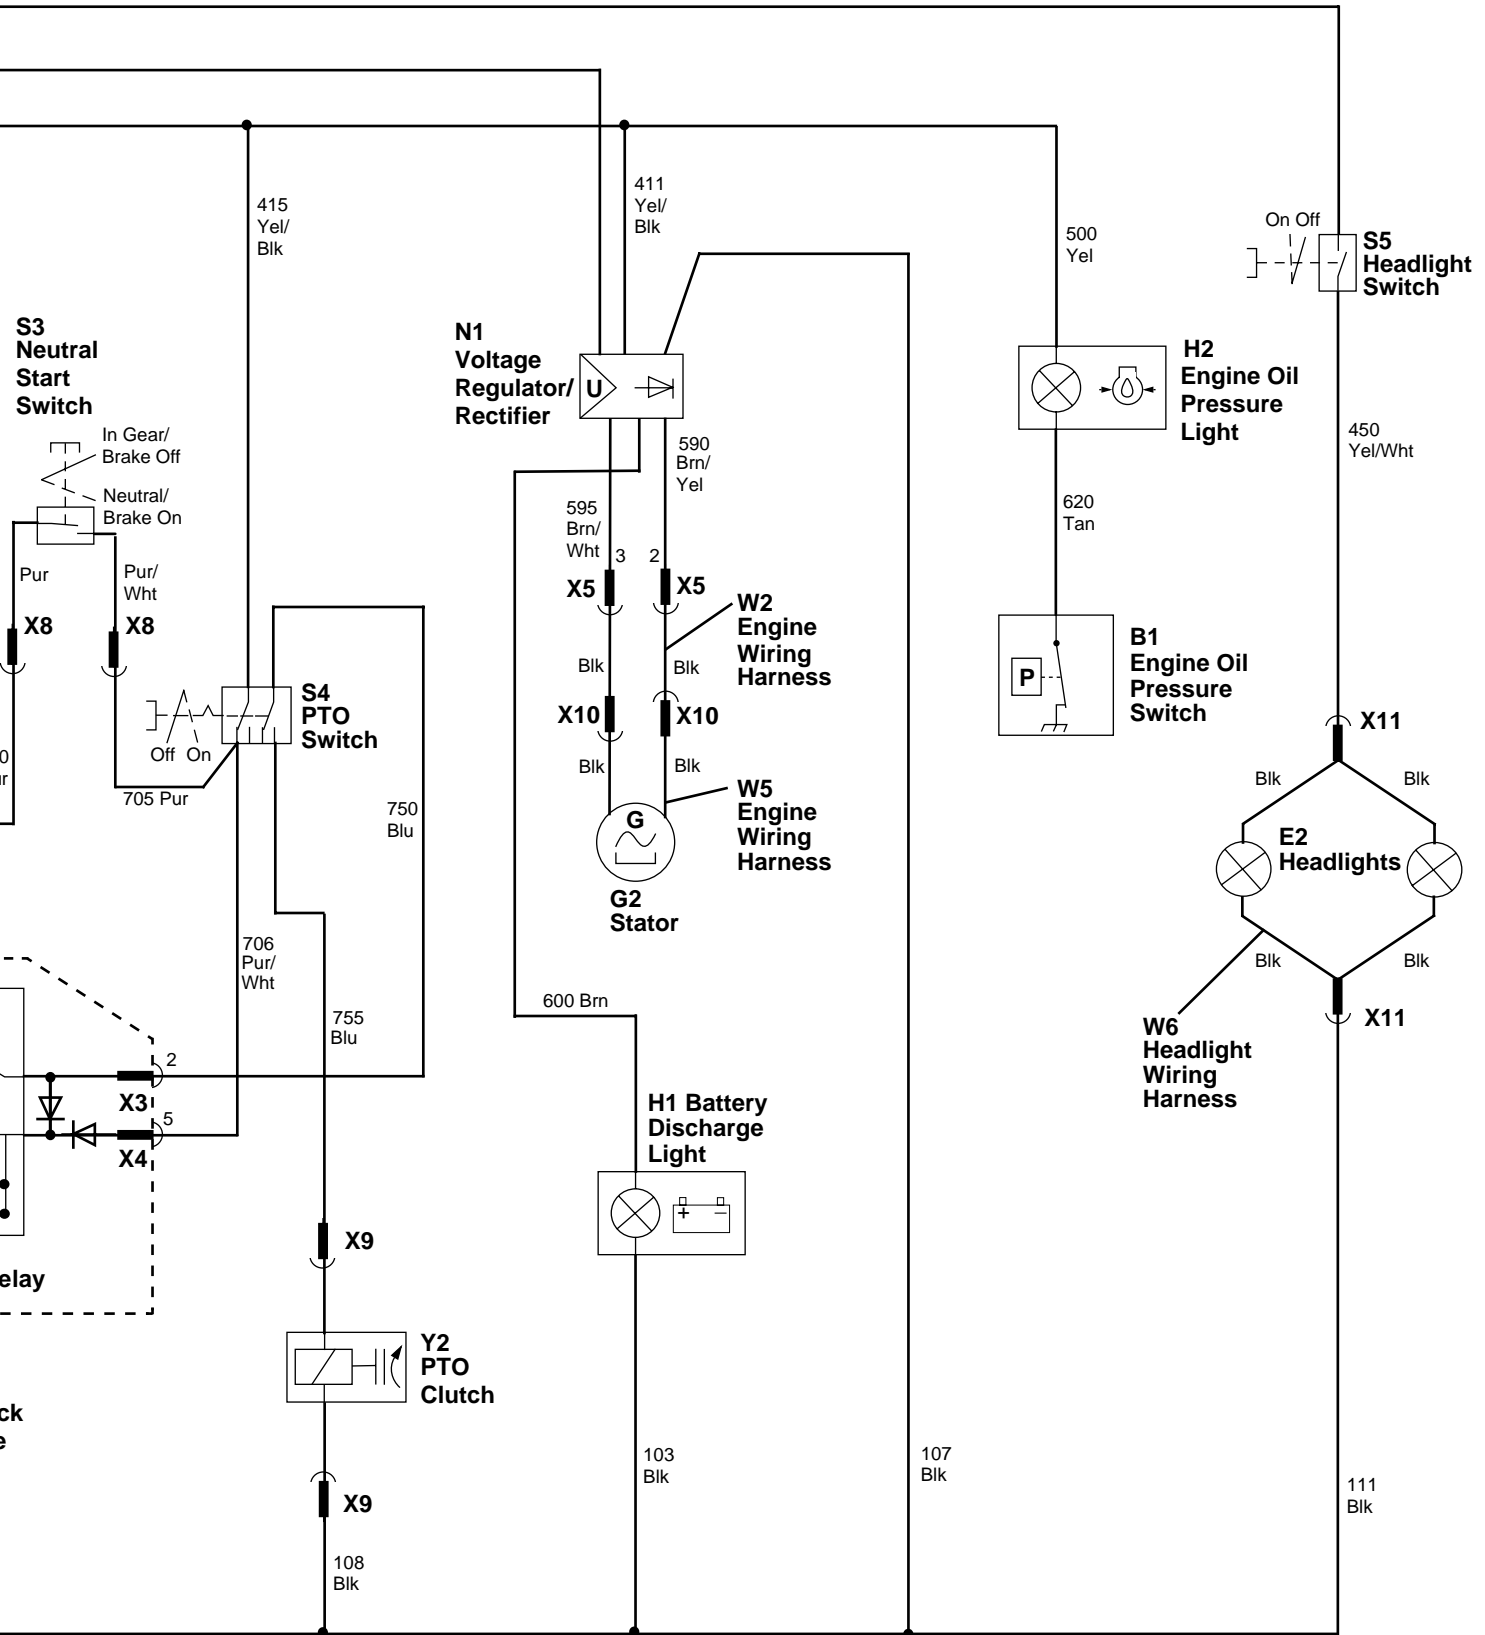 415
Yel/
Blk
411
Yel/
Blk
500
Yel
On Off
S5
Headlight
Switch
S3
Neutral
Start
Switch
In Gear/
Brake Off
Neutral/
Brake On
Pur
Pur/
Wht
X8
X8
N1
Voltage
Regulator/
Rectifier
U
590
Brn/
Yel
595
Brn/
Wht
3
2
X5
X5
W2
Engine
Wiring
Harness
Blk
Blk
X10
X10
Blk
Blk
W5
Engine
Wiring
Harness
G
G2
Stator
H2
Engine Oil
Pressure
Light
620
Tan
P
B1
Engine Oil
Pressure
Switch
450
Yel/Wht
X11
Blk
Blk
E2
Headlights
Blk
Blk
X11
W6
Headlight
Wiring
Harness
S4
PTO
Switch
Off On
705 Pur
0
ur
750
Blu
706
Pur/
Wht
755
Blu
600 Brn
2
X3
5
X4
H1 Battery
Discharge
Light
+ −
X9
elay
Y2
PTO
Clutch
ck
e
X9
103
Blk
107
Blk
111
Blk
108
Blk